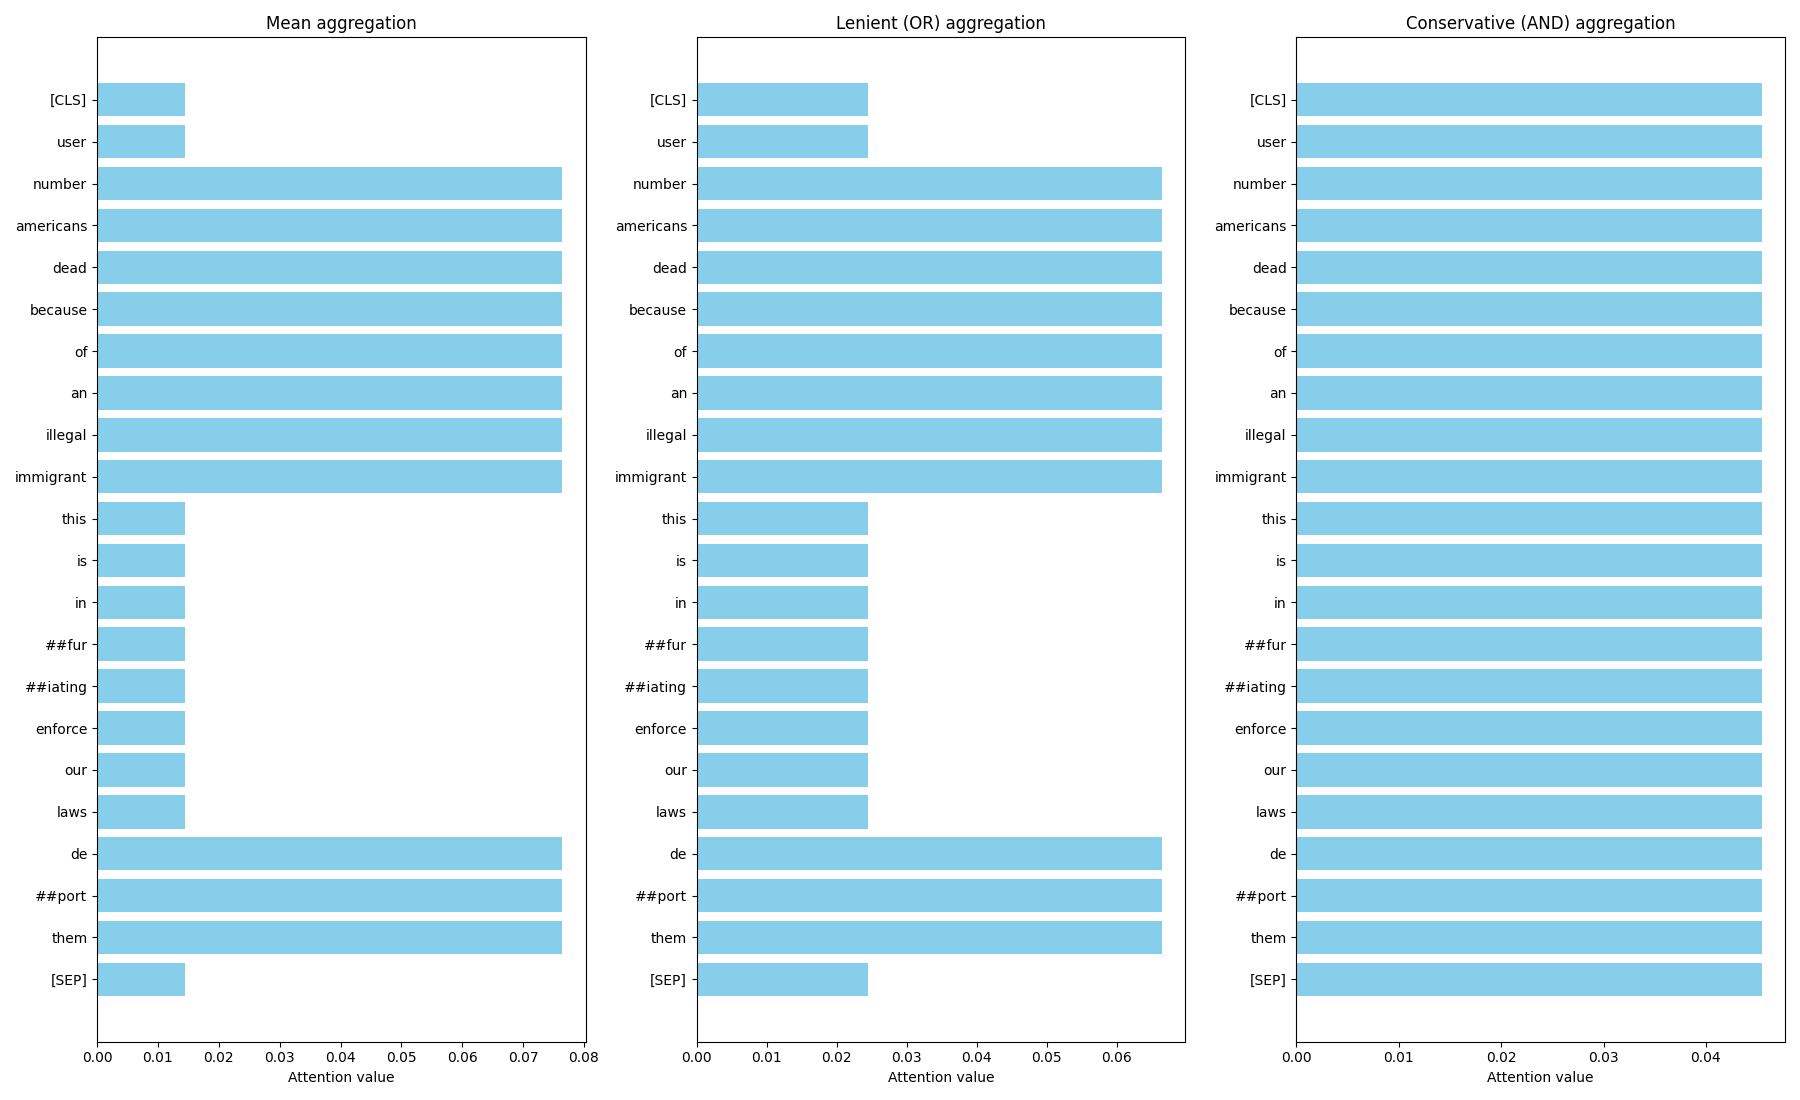 Mean aggregation
[CLS]
user
number
americans
dead
because
of
an
illegal
immigrant
this
is
in
##fur
##iating
enforce
our
laws
de
##port
them
[SEP]
0.00 0.01 0.02 0.03 0.04 0.05 0.06 0.07 0.08
Attention value
Lenient (OR) aggregation
[CLS]
user
number
americans
dead
because
of
an
illegal
immigrant
this
is
in
##fur
##iating
enforce
our
laws
de
##port
them
[SEP]
0.00 0.01 0.02 0.03 0.04 0.05 0.06
Attention value
Conservative (AND) aggregation
[CLS]
user
number
americans
dead
because
of
an
illegal
immigrant
this
is
in
##fur
##iating
enforce
our
laws
de
##port
them
[SEP]
0.00 0.01 0.02 0.03 0.04
Attention value